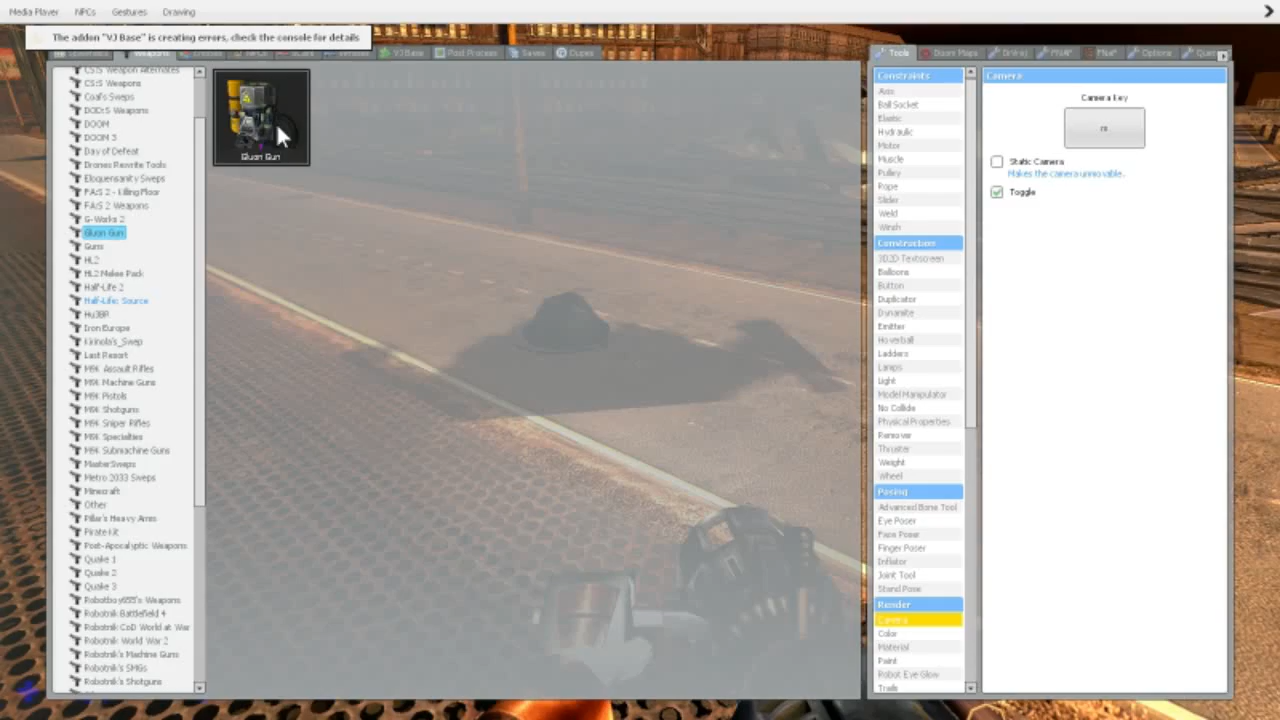 Media Player NPCs Gestures Drawing
The addon "VJ Base" is creating errors, check the console for details
Weapons VJ Base Post Process Saves Dupes
CS:S Weapon Alternates
CS:S Weapons
Coal's Sweps
DOD:S Weapons
DOOM
DOOM 3
Day of Defeat
Drones Rewrite Tools
Eloquensanity Sweps
FA:S 2 - Killing Floor
FA:S 2 Weapons
G-Works 2
Gluon Gun
Guns
HL2
HL2 Melee Pack
Half-Life 2
Half-Life: Source
Iron Europe
Kirinola's_Swep
Last Resort
M9K Assault Rifles
M9K Machine Guns
M9K Pistols
M9K Shotguns
M9K Sniper Rifles
M9K Specialties
M9K Submachine Guns
MasterSweps
Metro 2033 Sweps
Minecraft
Other
Pillar's Heavy Arms
Pirate Kit
Post-Apocalyptic Weapons
Quake 1
Quake 2
Quake 3
Robotboy655's Weapons
Robotnik Battlefield 4
Robotnik CoD World at War
Robotnik World War 2
Robotnik's Machine Guns
Robotnik's SMGs
Robotnik's Shotguns
Gluon Gun
Tools Doom Maps Options
Constraints
Axis
Ball Socket
Elastic
Hydraulic
Motor
Muscle
Pulley
Rope
Slider
Weld
Winch
Construction
3D2D Textscreen
Balloons
Button
Duplicator
Dynamite
Emitter
Hoverball
Ladders
Lamps
Light
Model Manipulator
No Collide
Physical Properties
Remover
Thruster
Weight
Wheel
Posing
Advanced Bone Tool
Eye Poser
Face Poser
Finger Poser
Inflator
Joint Tool
Stand Pose
Render
Camera
Color
Material
Paint
Robot Eye Glow
Trails
Camera
Camera Key
Static Camera
Makes the camera unmovable.
Toggle